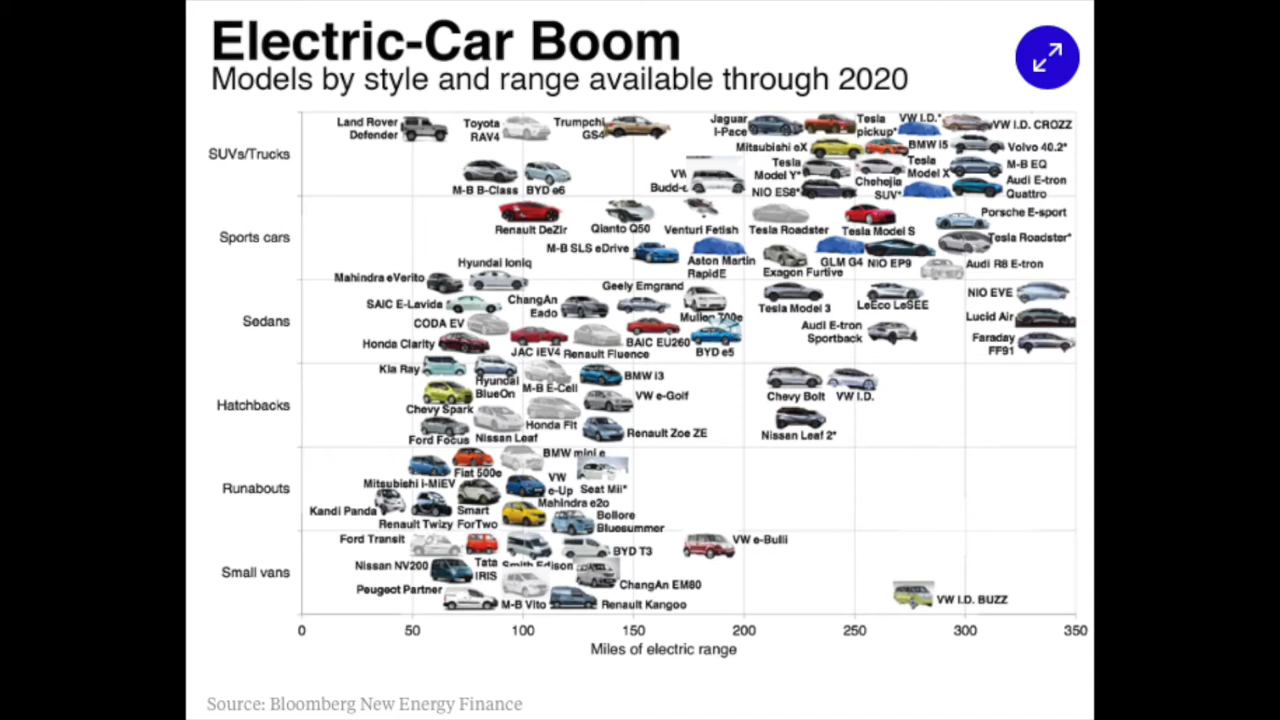 Electric-Car Boom
Models by style and range available through 2020
SUVs/Trucks
Land Rover
Defender
Toyota
RAV4
Trumpchi
GS4
Jaguar
I-Pace
Tesla
pickup*
VW I.D.*
VW I.D. CROZZ
Mitsubishi eX
BMW i5
Volvo 40.2*
M-B B-Class
BYD e6
VW
Budd-e
Tesla
Model Y*
Tesla
Model X
M-B EQ
NIO ES8*
Chehejia
SUV*
Audi E-tron
Quattro
Sports cars
Renault DeZir
Qianto Q50
Venturi Fetish
Tesla Roadster
Tesla Model S
Porsche E-sport
Tesla Roadster*
M-B SLS eDrive
Aston Martin
RapidE
Exagon Furtive
GLM G4
NIO EP9
Audi R8 E-tron
Sedans
Mahindra eVerito
Hyundai Ioniq
Geely Emgrand
SAIC E-Lavida
ChangAn
Eado
Mullen 700e
Tesla Model 3
LeEco LeSEE
NIO EVE
CODA EV
Lucid Air
Honda Clarity
JAC iEV4
Renault Fluence
BAIC EU260
BYD e5
Audi E-tron
Sportback
Faraday
FF91
Hatchbacks
Kia Ray
Hyundai
BlueOn
M-B E-Cell
BMW i3
Chevy Spark
Honda Fit
VW e-Golf
Chevy Bolt
VW I.D.
Ford Focus
Nissan Leaf
Renault Zoe ZE
Nissan Leaf 2*
Runabouts
BMW mini e
Mitsubishi i-MiEV
Fiat 500e
VW
e-Up
Seat Mii*
Kandi Panda
Renault Twizy
Smart
ForTwo
Mahindra e2o
Bollore
Bluesummer
Small vans
Ford Transit
Tata
IRIS
Smith Edison
BYD T3
VW e-Bulli
Nissan NV200
ChangAn EM80
Peugeot Partner
M-B Vito
Renault Kangoo
VW I.D. BUZZ
0 50 100 150 200 250 300 350
Miles of electric range
Source: Bloomberg New Energy Finance